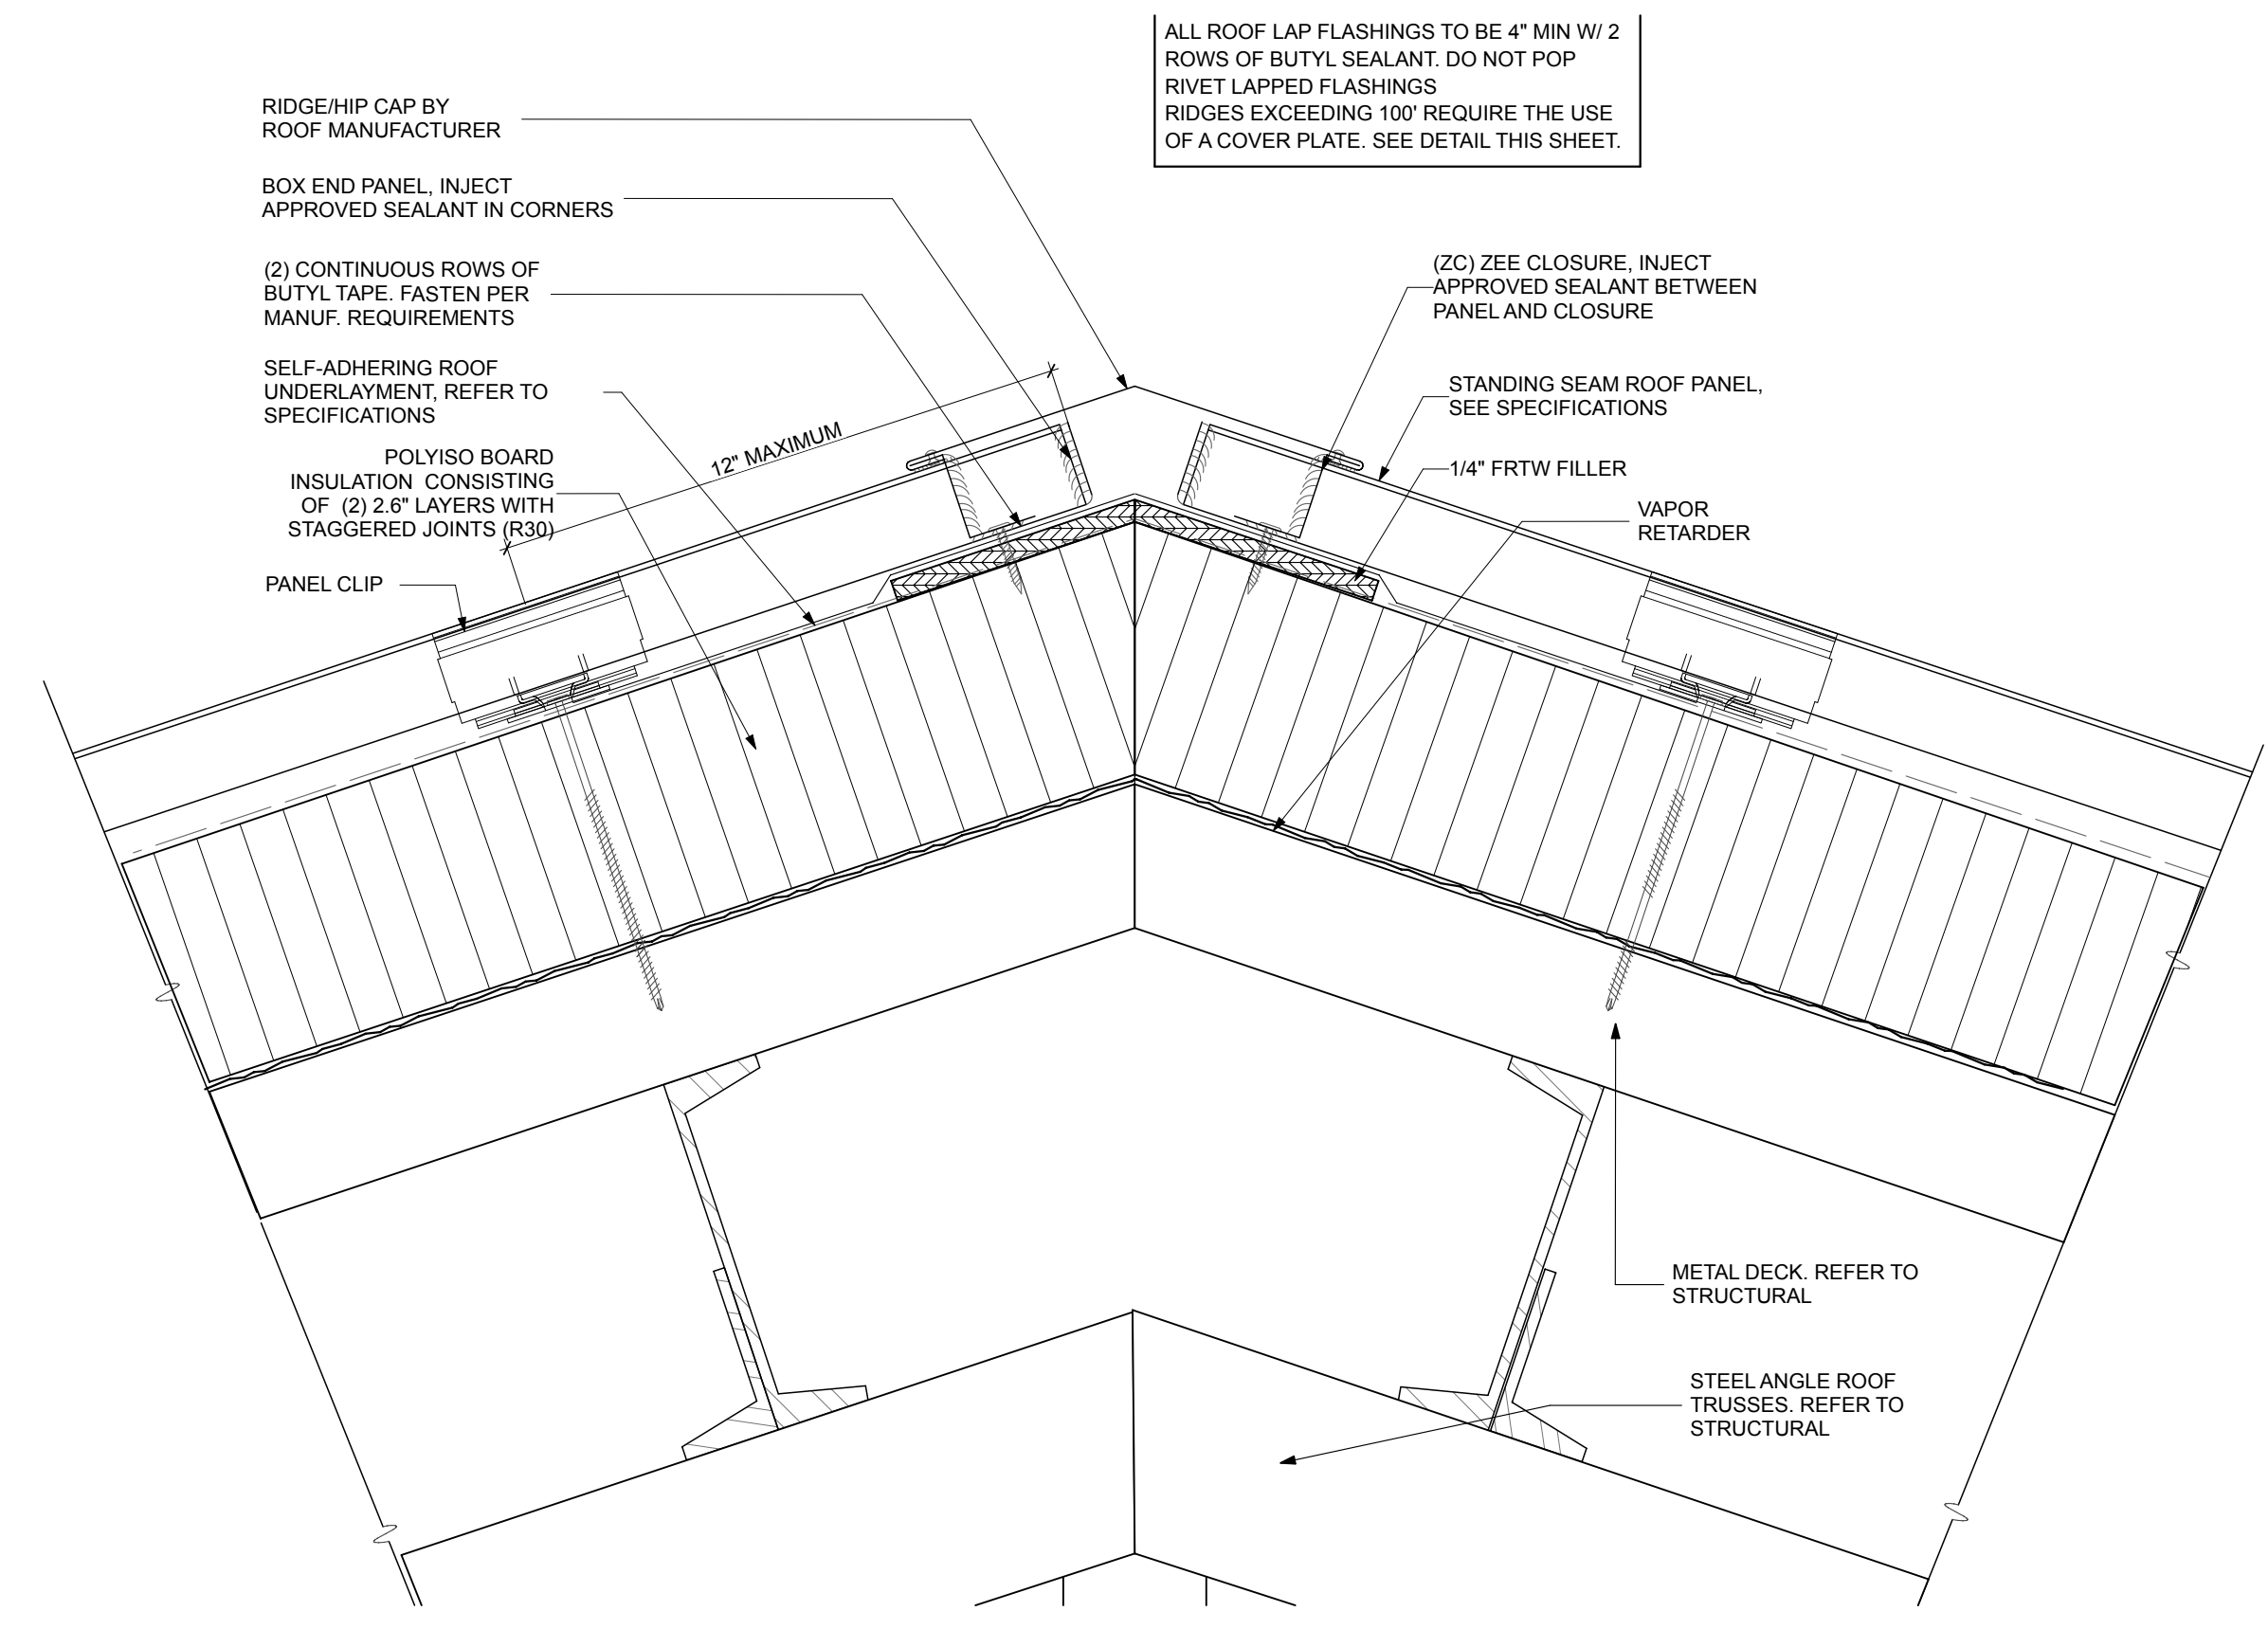 ALL ROOF LAP FLASHINGS TO BE 4" MIN W/ 2
ROWS OF BUTYL SEALANT. DO NOT POP
RIVET LAPPED FLASHINGS
RIDGES EXCEEDING 100' REQUIRE THE USE
OF A COVER PLATE. SEE DETAIL THIS SHEET.
RIDGE/HIP CAP BY
ROOF MANUFACTURER
BOX END PANEL, INJECT
APPROVED SEALANT IN CORNERS
(2) CONTINUOUS ROWS OF
BUTYL TAPE. FASTEN PER
MANUF. REQUIREMENTS
SELF-ADHERING ROOF
UNDERLAYMENT, REFER TO
SPECIFICATIONS
12" MAXIMUM
POLYISO BOARD
INSULATION CONSISTING
OF (2) 2.6" LAYERS WITH
STAGGERED JOINTS (R30)
PANEL CLIP
(ZC) ZEE CLOSURE, INJECT
APPROVED SEALANT BETWEEN
PANEL AND CLOSURE
STANDING SEAM ROOF PANEL,
SEE SPECIFICATIONS
1/4" FRTW FILLER
VAPOR
RETARDER
METAL DECK. REFER TO
STRUCTURAL
STEEL ANGLE ROOF
TRUSSES. REFER TO
STRUCTURAL